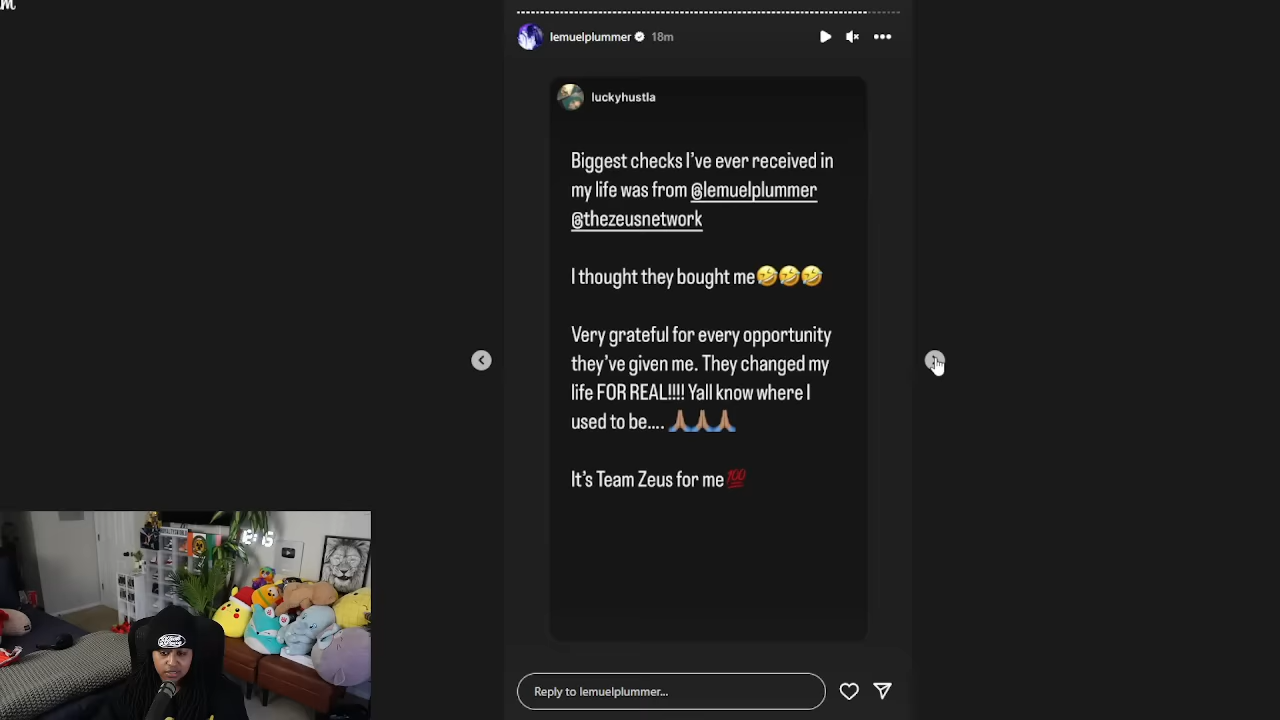 lemuelplummer 18m
luckyhustla
Biggest checks I've ever received in
my life was from @lemuelplummer
@thezeusnetwork
I thought they bought me🤣🤣🤣
Very grateful for every opportunity
they've given me. They changed my
life FOR REAL!!!! Yall know where I
used to be.... 🙏🏽🙏🏽🙏🏽
It's Team Zeus for me💯
Reply to lemuelplummer...